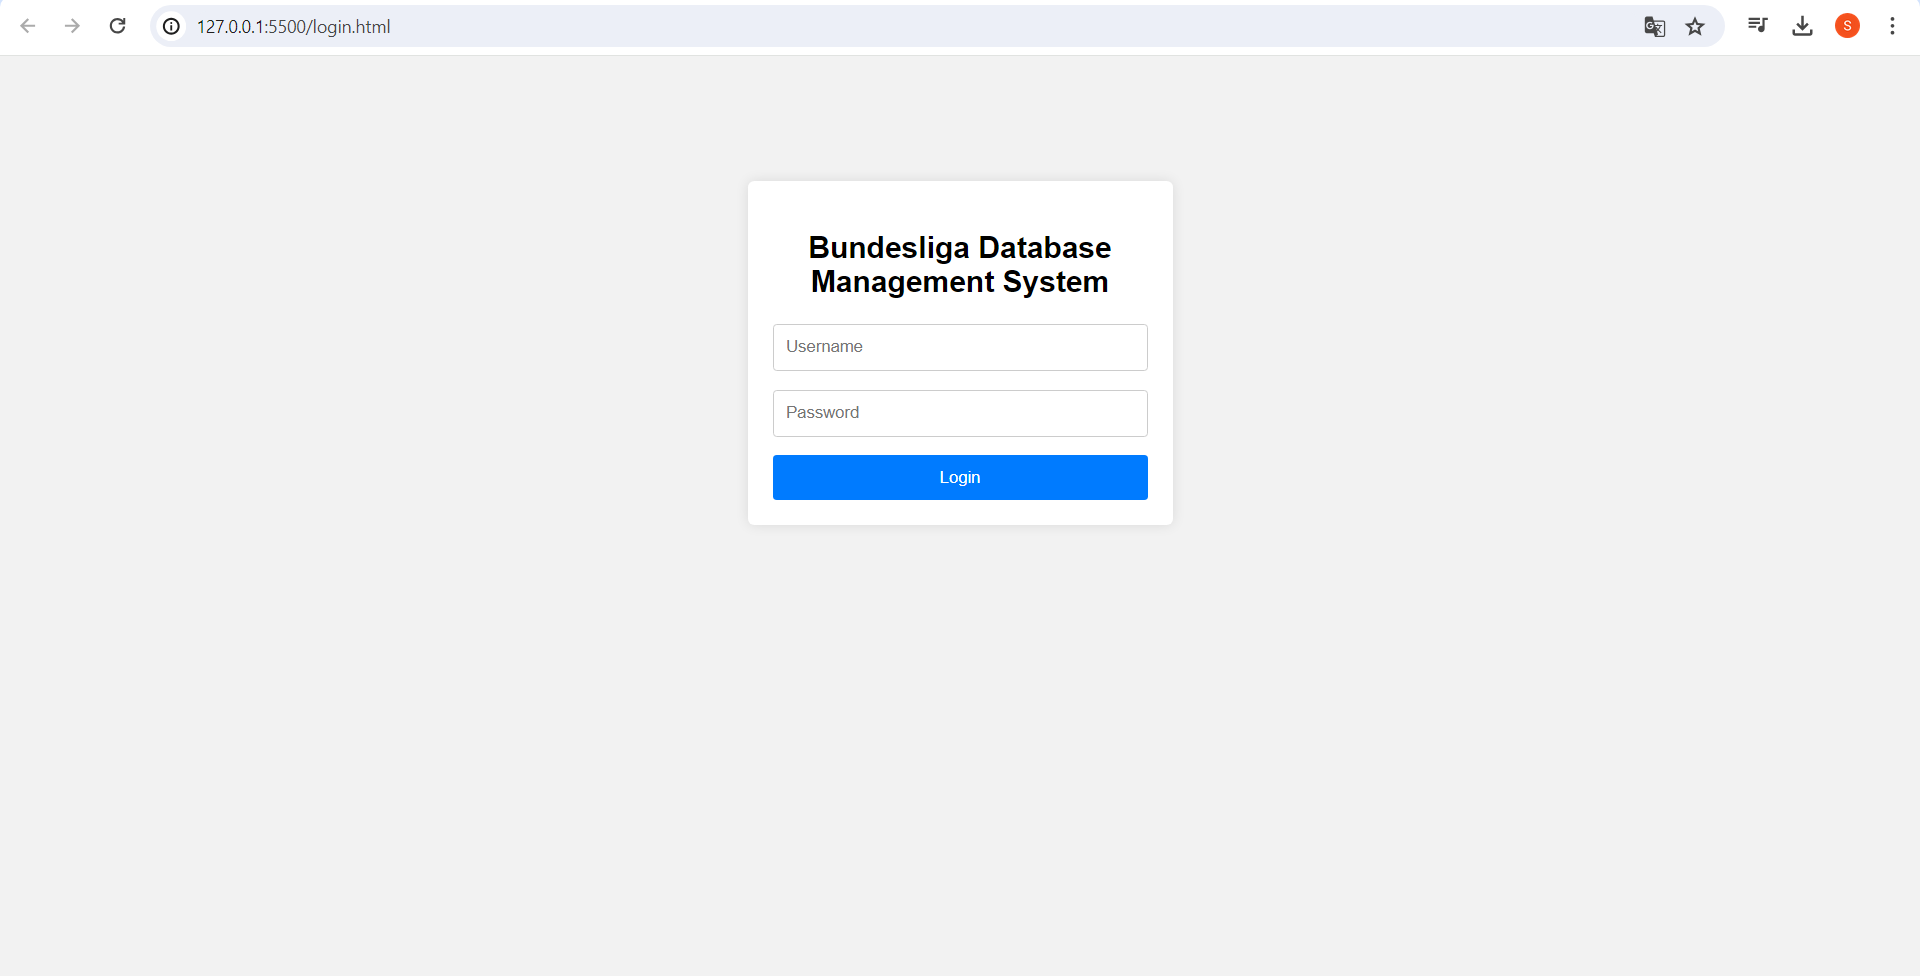 127.0.0.1:5500/login.html
S
Bundesliga Database
Management System
Username
Password
Login